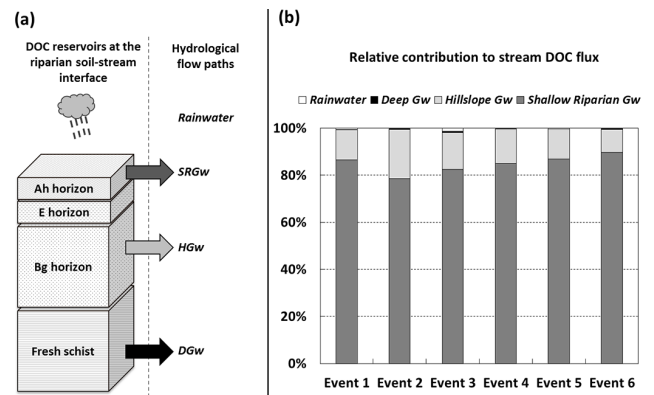 (a)
DOC reservoirs at the
riparian soil-stream
interface
Hydrological
flow paths
Rainwater
Ah horizon
SRGw
E horizon
HGw
Bg horizon
Fresh schist
DGw
(b)
Relative contribution to stream DOC flux
Rainwater Deep Gw Hillslope Gw Shallow Riparian Gw
100%
80%
60%
40%
20%
0%
Event 1 Event 2 Event 3 Event 4 Event 5 Event 6